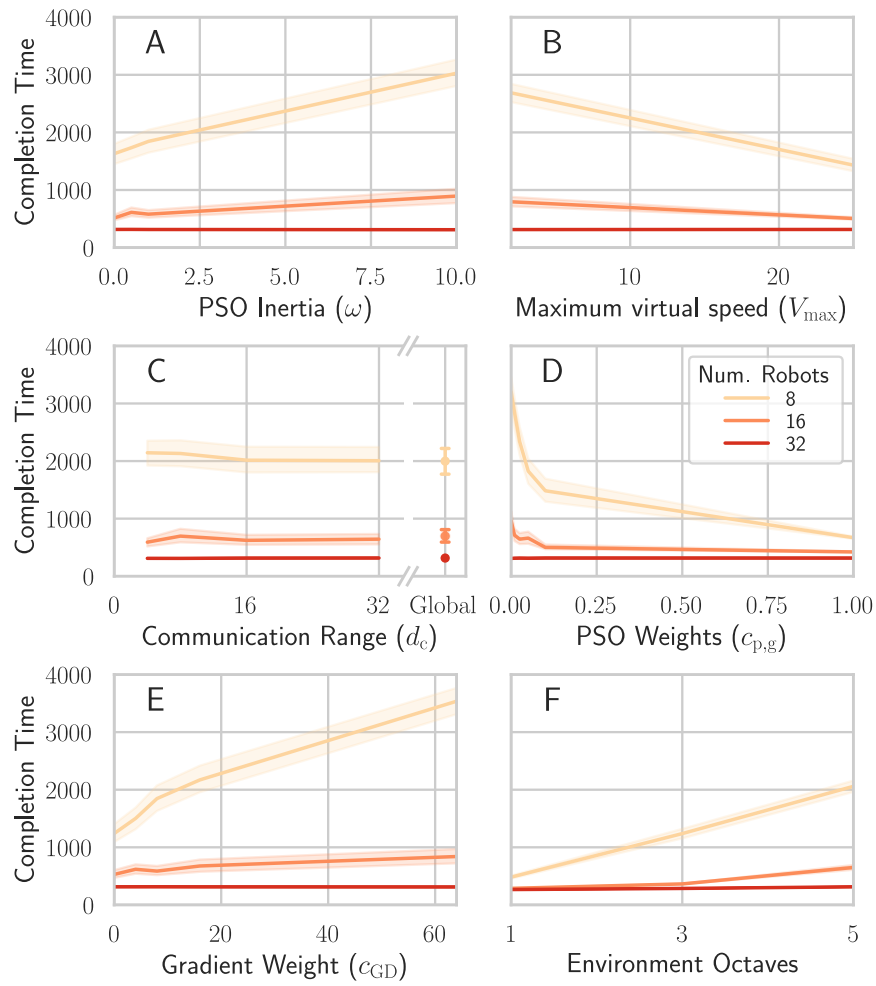 A
B
4000
3000
2000
1000
0
Completion Time
0.0 2.5 5.0 7.5 10.0
10 20
PSO Inertia (ω)
Maximum virtual speed (Vmax)
C
D
4000
3000
2000
1000
0
Completion Time
Num. Robots
8
16
32
0 16 32 Global
0.00 0.25 0.50 0.75 1.00
Communication Range (dc)
PSO Weights (cp,g)
E
F
4000
3000
2000
1000
0
Completion Time
0 20 40 60
1 3 5
Gradient Weight (cGD)
Environment Octaves